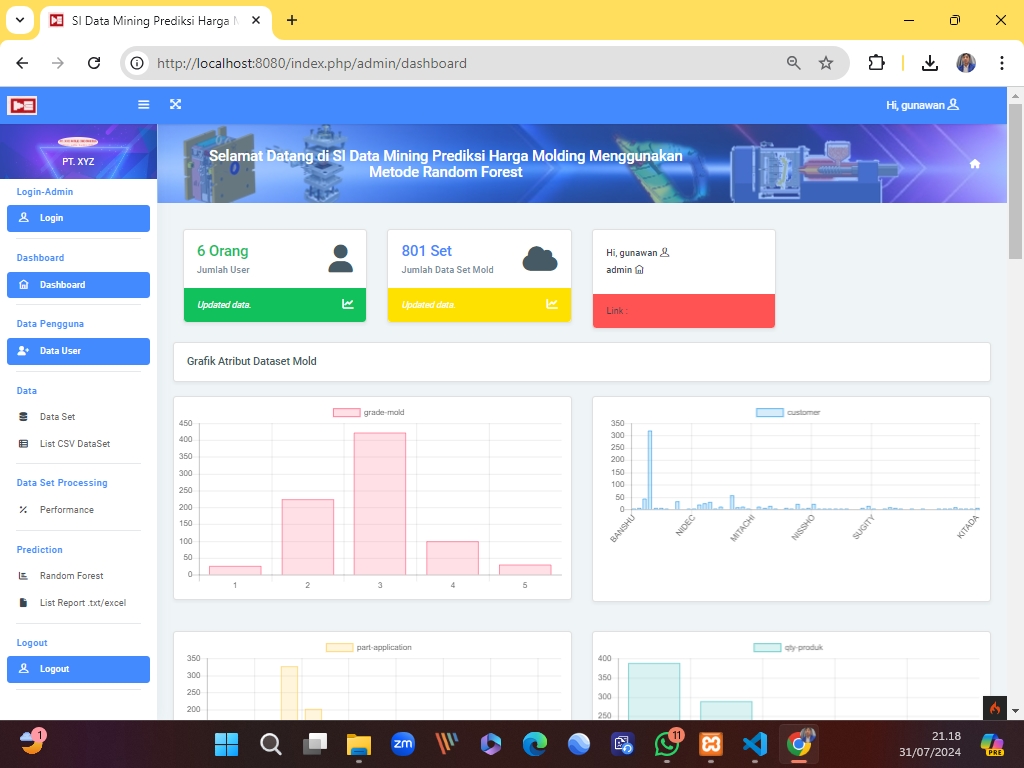 SI Data Mining Prediksi Harga M
http://localhost:8080/index.php/admin/dashboard
Hi, gunawan
PT. XYZ
Selamat Datang di SI Data Mining Prediksi Harga Molding Menggunakan
Metode Random Forest
Login-Admin
Login
Dashboard
Dashboard
Data Pengguna
Data User
Data
Data Set
List CSV DataSet
Data Set Processing
Performance
Prediction
Random Forest
List Report .txt/excel
Logout
Logout
6 Orang
Jumlah User
Updated data.
801 Set
Jumlah Data Set Mold
Updated data.
Hi, gunawan
admin
Link :
Grafik Atribut Dataset Mold
grade-mold
450
400
350
300
250
200
150
100
50
0
1 2 3 4 5
customer
350
300
250
200
150
100
50
0
BANSHU NIDEC MITACHI NISSHO SUGITY KITADA
part-application
350
300
250
200
qty-produk
400
350
300
250
1
zm
11
21.18
31/07/2024
PRE